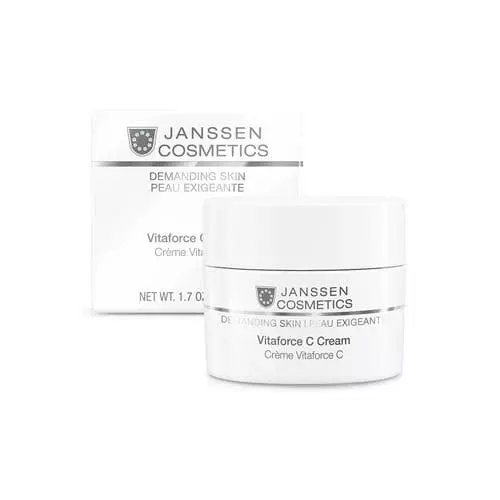 JANSSEN
COSMETICS
DEMANDING SKIN
PEAU EXIGEANTE
Vitaforce C
Crème
NET WT. 1.7
JANSSEN
COSMETICS
DEMANDING SKIN | PEAU EXIGEANT
Vitaforce C Cream
Crème Vitaforce C